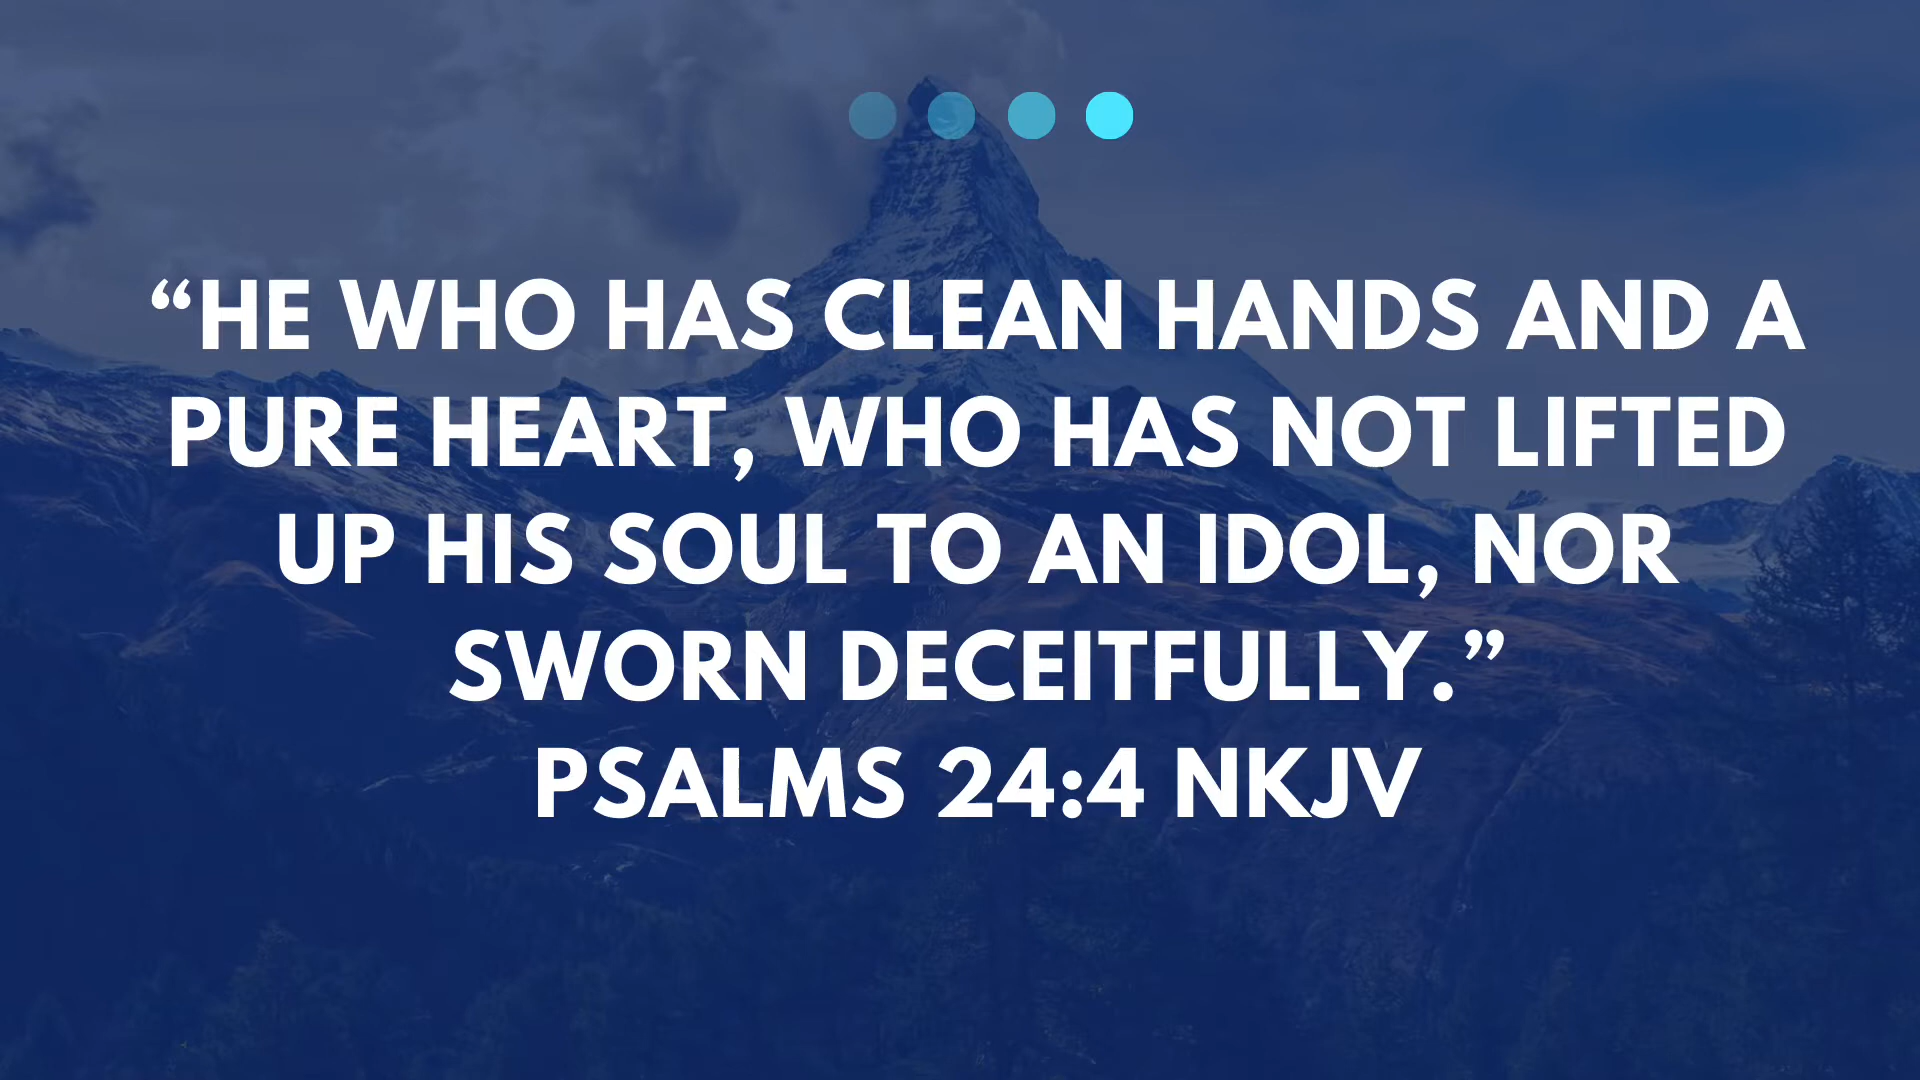 “HE WHO HAS CLEAN HANDS AND A
PURE HEART, WHO HAS NOT LIFTED
UP HIS SOUL TO AN IDOL, NOR
SWORN DECEITFULLY.”
PSALMS 24:4 NKJV